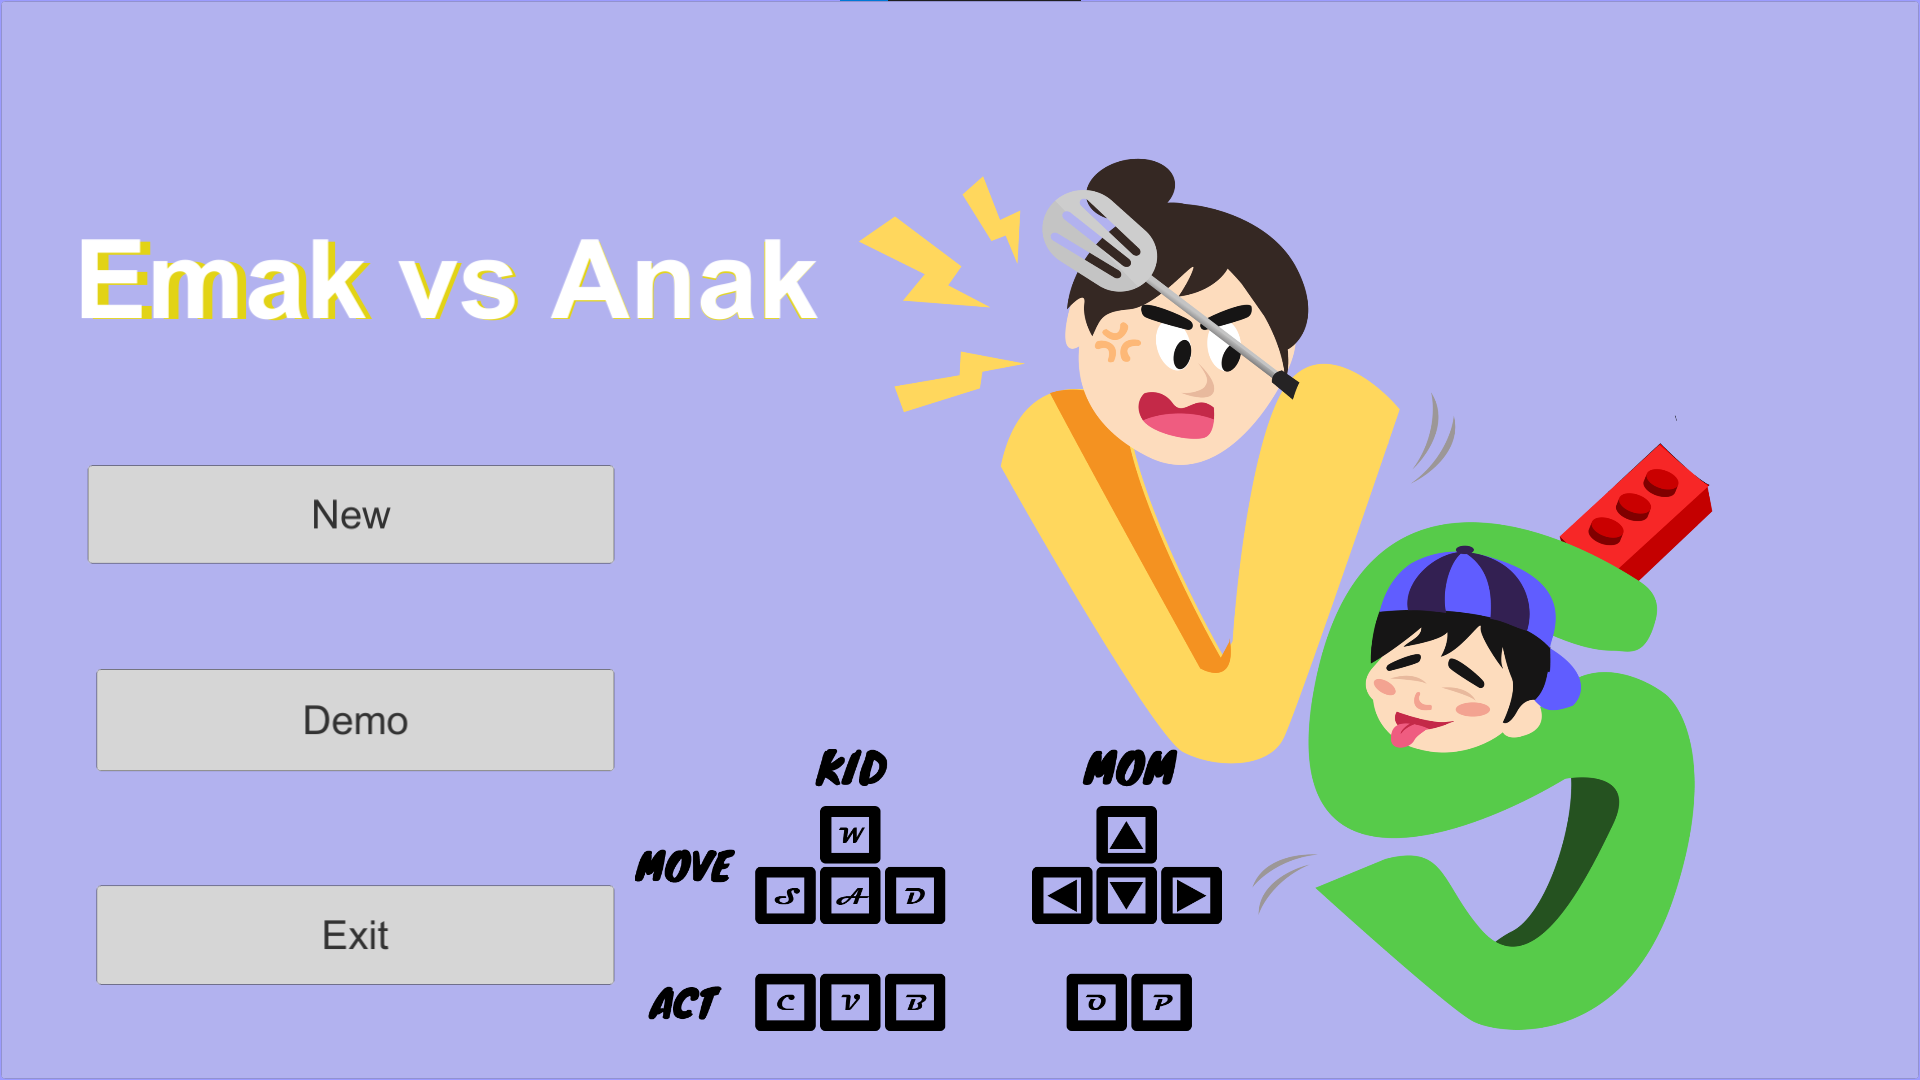 Emak vs Anak
New
Demo
Exit
KID
MOM
MOVE
W
S A D
ACT
C V B
O P